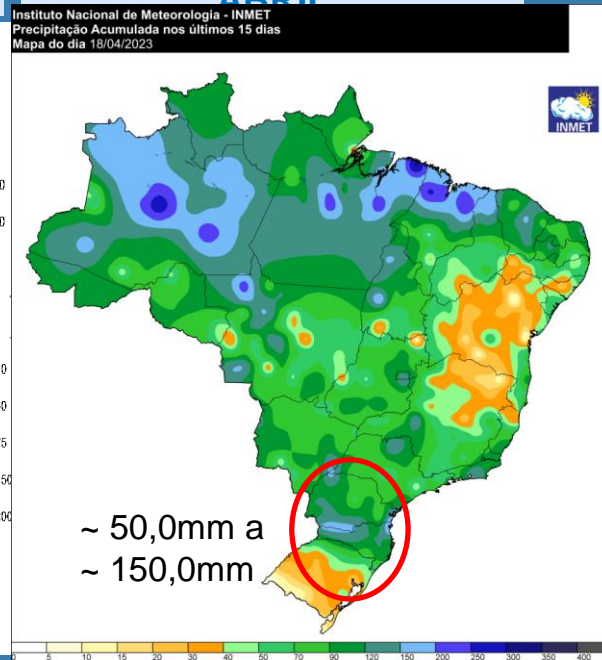 ABRIL
Instituto Nacional de Meteorologia - INMET
Precipitação Acumulada nos últimos 15 dias
Mapa do dia 18/04/2023
INMET
~ 50,0mm a
~ 150,0mm
0 5 10 15 20 30 40 50 70 90 120 150 200 250 300 350 400